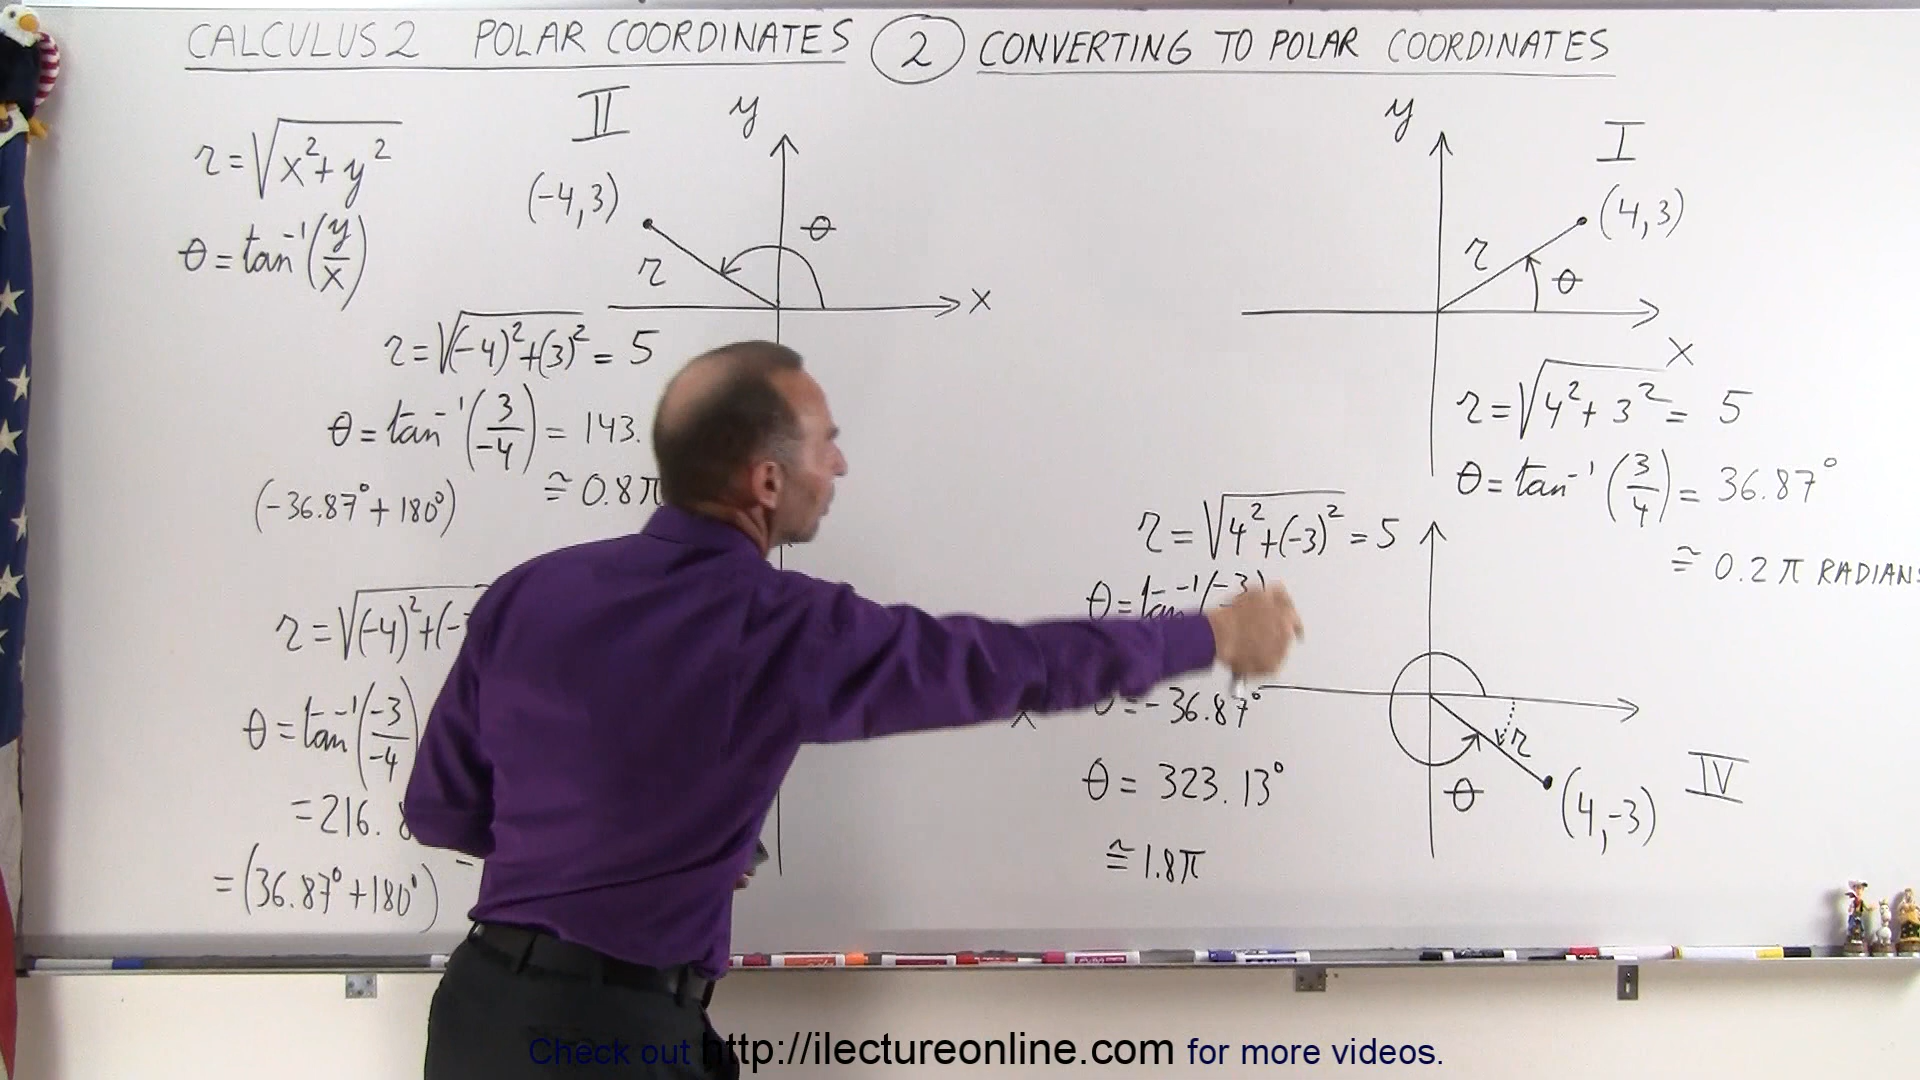 CALCULUS 2 POLAR COORDINATES 2 CONVERTING TO POLAR COORDINATES
r = √(x² + y²)
θ = tan⁻¹(y/x)
II
y
(-4,3)
θ
r
x
r = √((-4)² + (3)²) = 5
θ = tan⁻¹(3/-4) = 143.
(-36.87° + 180°)
≅ 0.8π
r = √((-4)² + (-
θ = tan⁻¹(-3/-4)
= 216.8
= (36.87° + 180°)
y
I
(4,3)
r
θ
x
r = √(4² + 3²) = 5
θ = tan⁻¹(3/4) = 36.87°
≅ 0.2π RADIANS
r = √(4² + (-3)²) = 5
θ = tan⁻¹(-3
θ = -36.87°
θ = 323.13°
≅ 1.8π
r
θ
(4,-3)
IV
Check out http://ilectureonline.com for more videos.